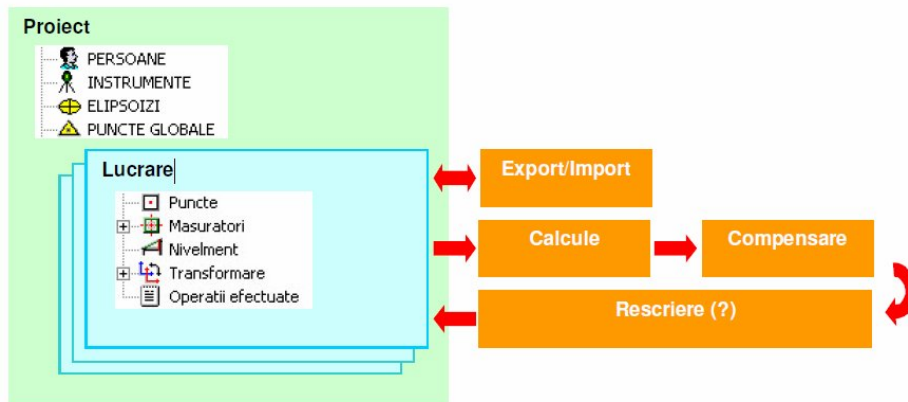 Proiect
PERSOANE
INSTRUMENTE
ELIPSOIZI
PUNCTE GLOBALE
Lucrare
Puncte
Masuratori
Nivelment
Transformare
Operatii efectuate
Export/Import
Calcule
Compensare
Rescriere (?)